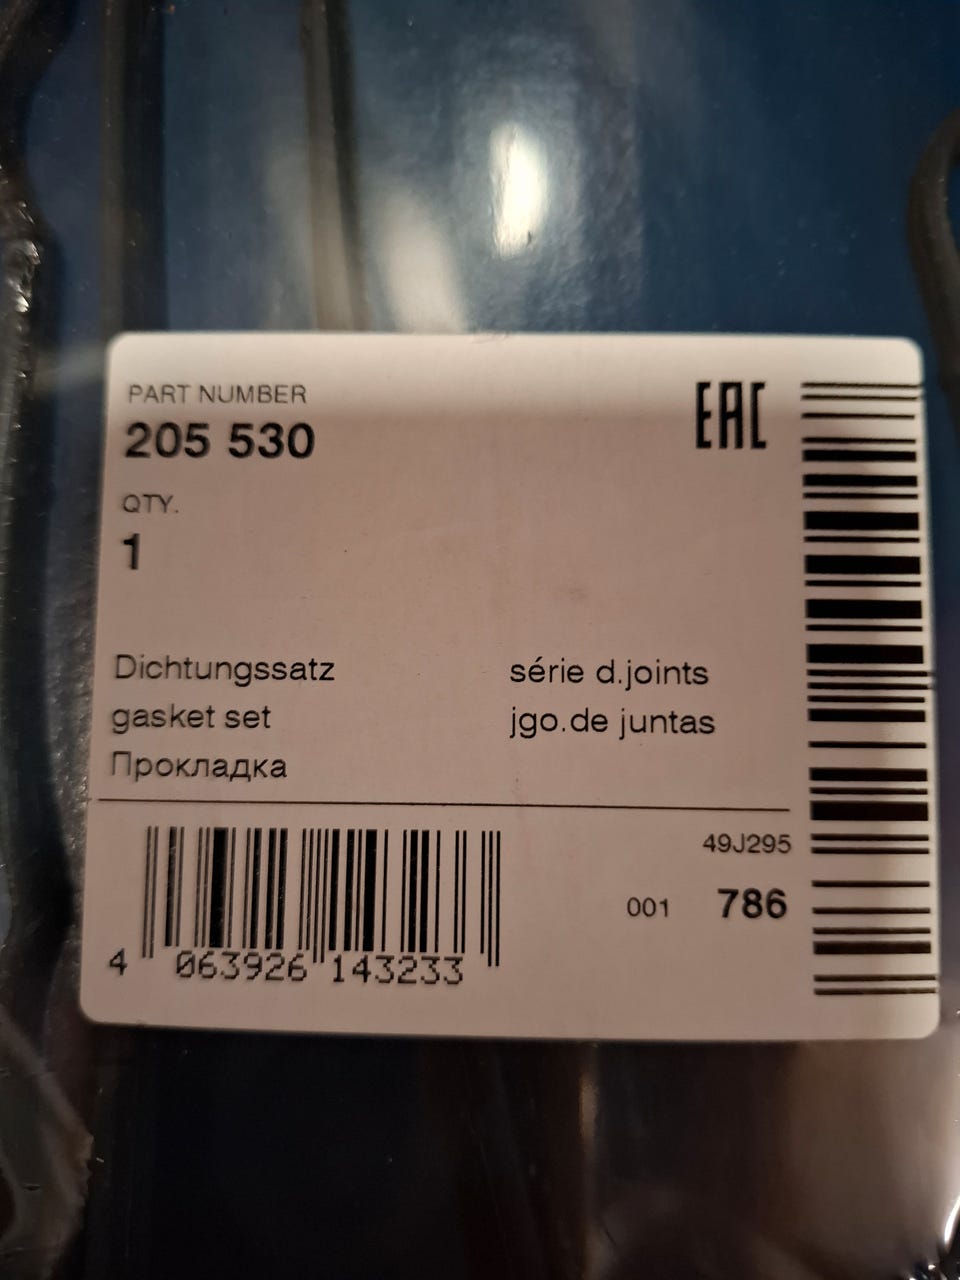 PART NUMBER
205 530
EAC
QTY.
1
Dichtungssatz
gasket set
Прокладка
série d.joints
jgo.de juntas
49J295
001 786
4 063926 143233